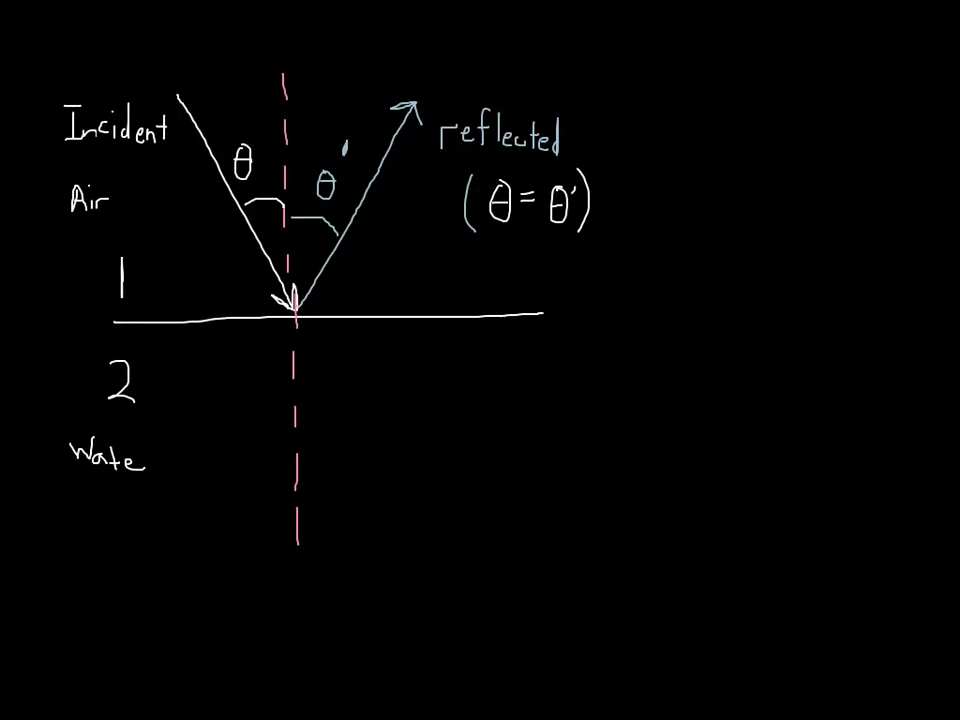 Incident
θ
θ'
reflected
Air
(θ = θ')
1
2
Wate